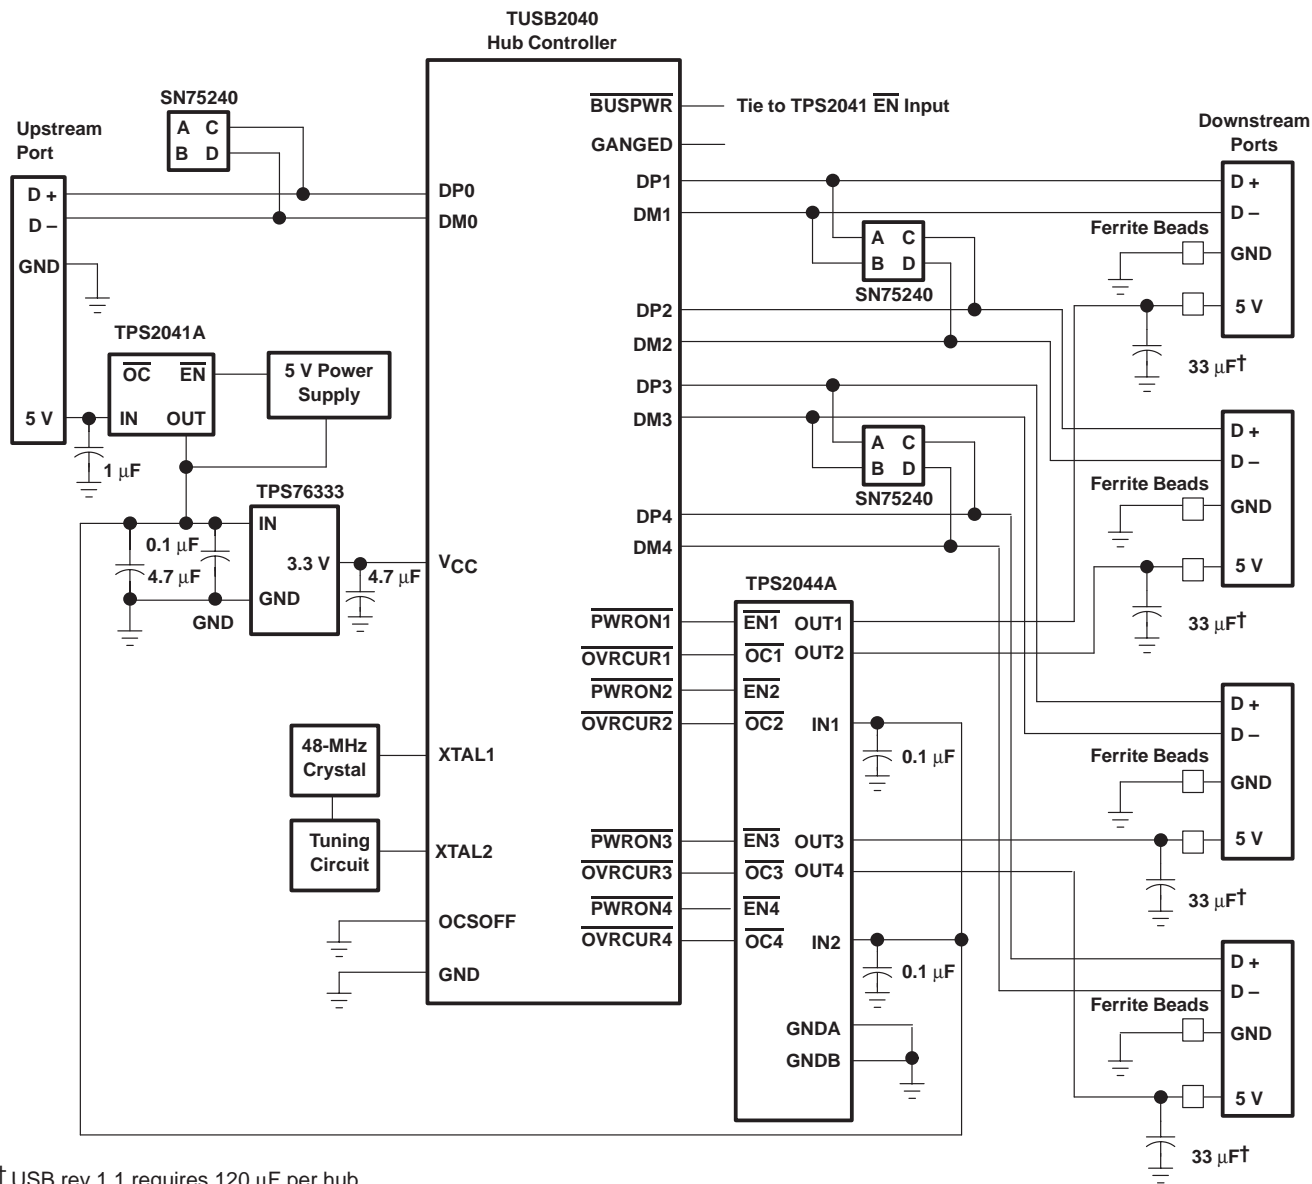 TUSB2040
Hub Controller
SN75240
A C
B D
Upstream
Port
D +
D –
GND
5 V
TPS2041A
OC EN
IN OUT
5 V Power
Supply
1 μF
TPS76333
IN
3.3 V
GND
0.1 μF
4.7 μF
GND
4.7 μF
48-MHz
Crystal
Tuning
Circuit
DP0
DM0
VCC
XTAL1
XTAL2
OCSOFF
GND
BUSPWR
Tie to TPS2041 EN Input
GANGED
DP1
DM1
DP2
DM2
DP3
DM3
DP4
DM4
PWRON1
OVRCUR1
PWRON2
OVRCUR2
PWRON3
OVRCUR3
PWRON4
OVRCUR4
A C
B D
SN75240
A C
B D
SN75240
TPS2044A
EN1 OUT1
OC1 OUT2
EN2
OC2 IN1
EN3 OUT3
OC3 OUT4
EN4
OC4 IN2
GNDA
GNDB
0.1 μF
0.1 μF
Downstream
Ports
D +
D –
Ferrite Beads
GND
5 V
33 μF†
D +
D –
Ferrite Beads
GND
5 V
33 μF†
D +
D –
Ferrite Beads
GND
5 V
33 μF†
D +
D –
Ferrite Beads
GND
5 V
33 μF†
† USB rev 1.1 requires 120 μF per hub.